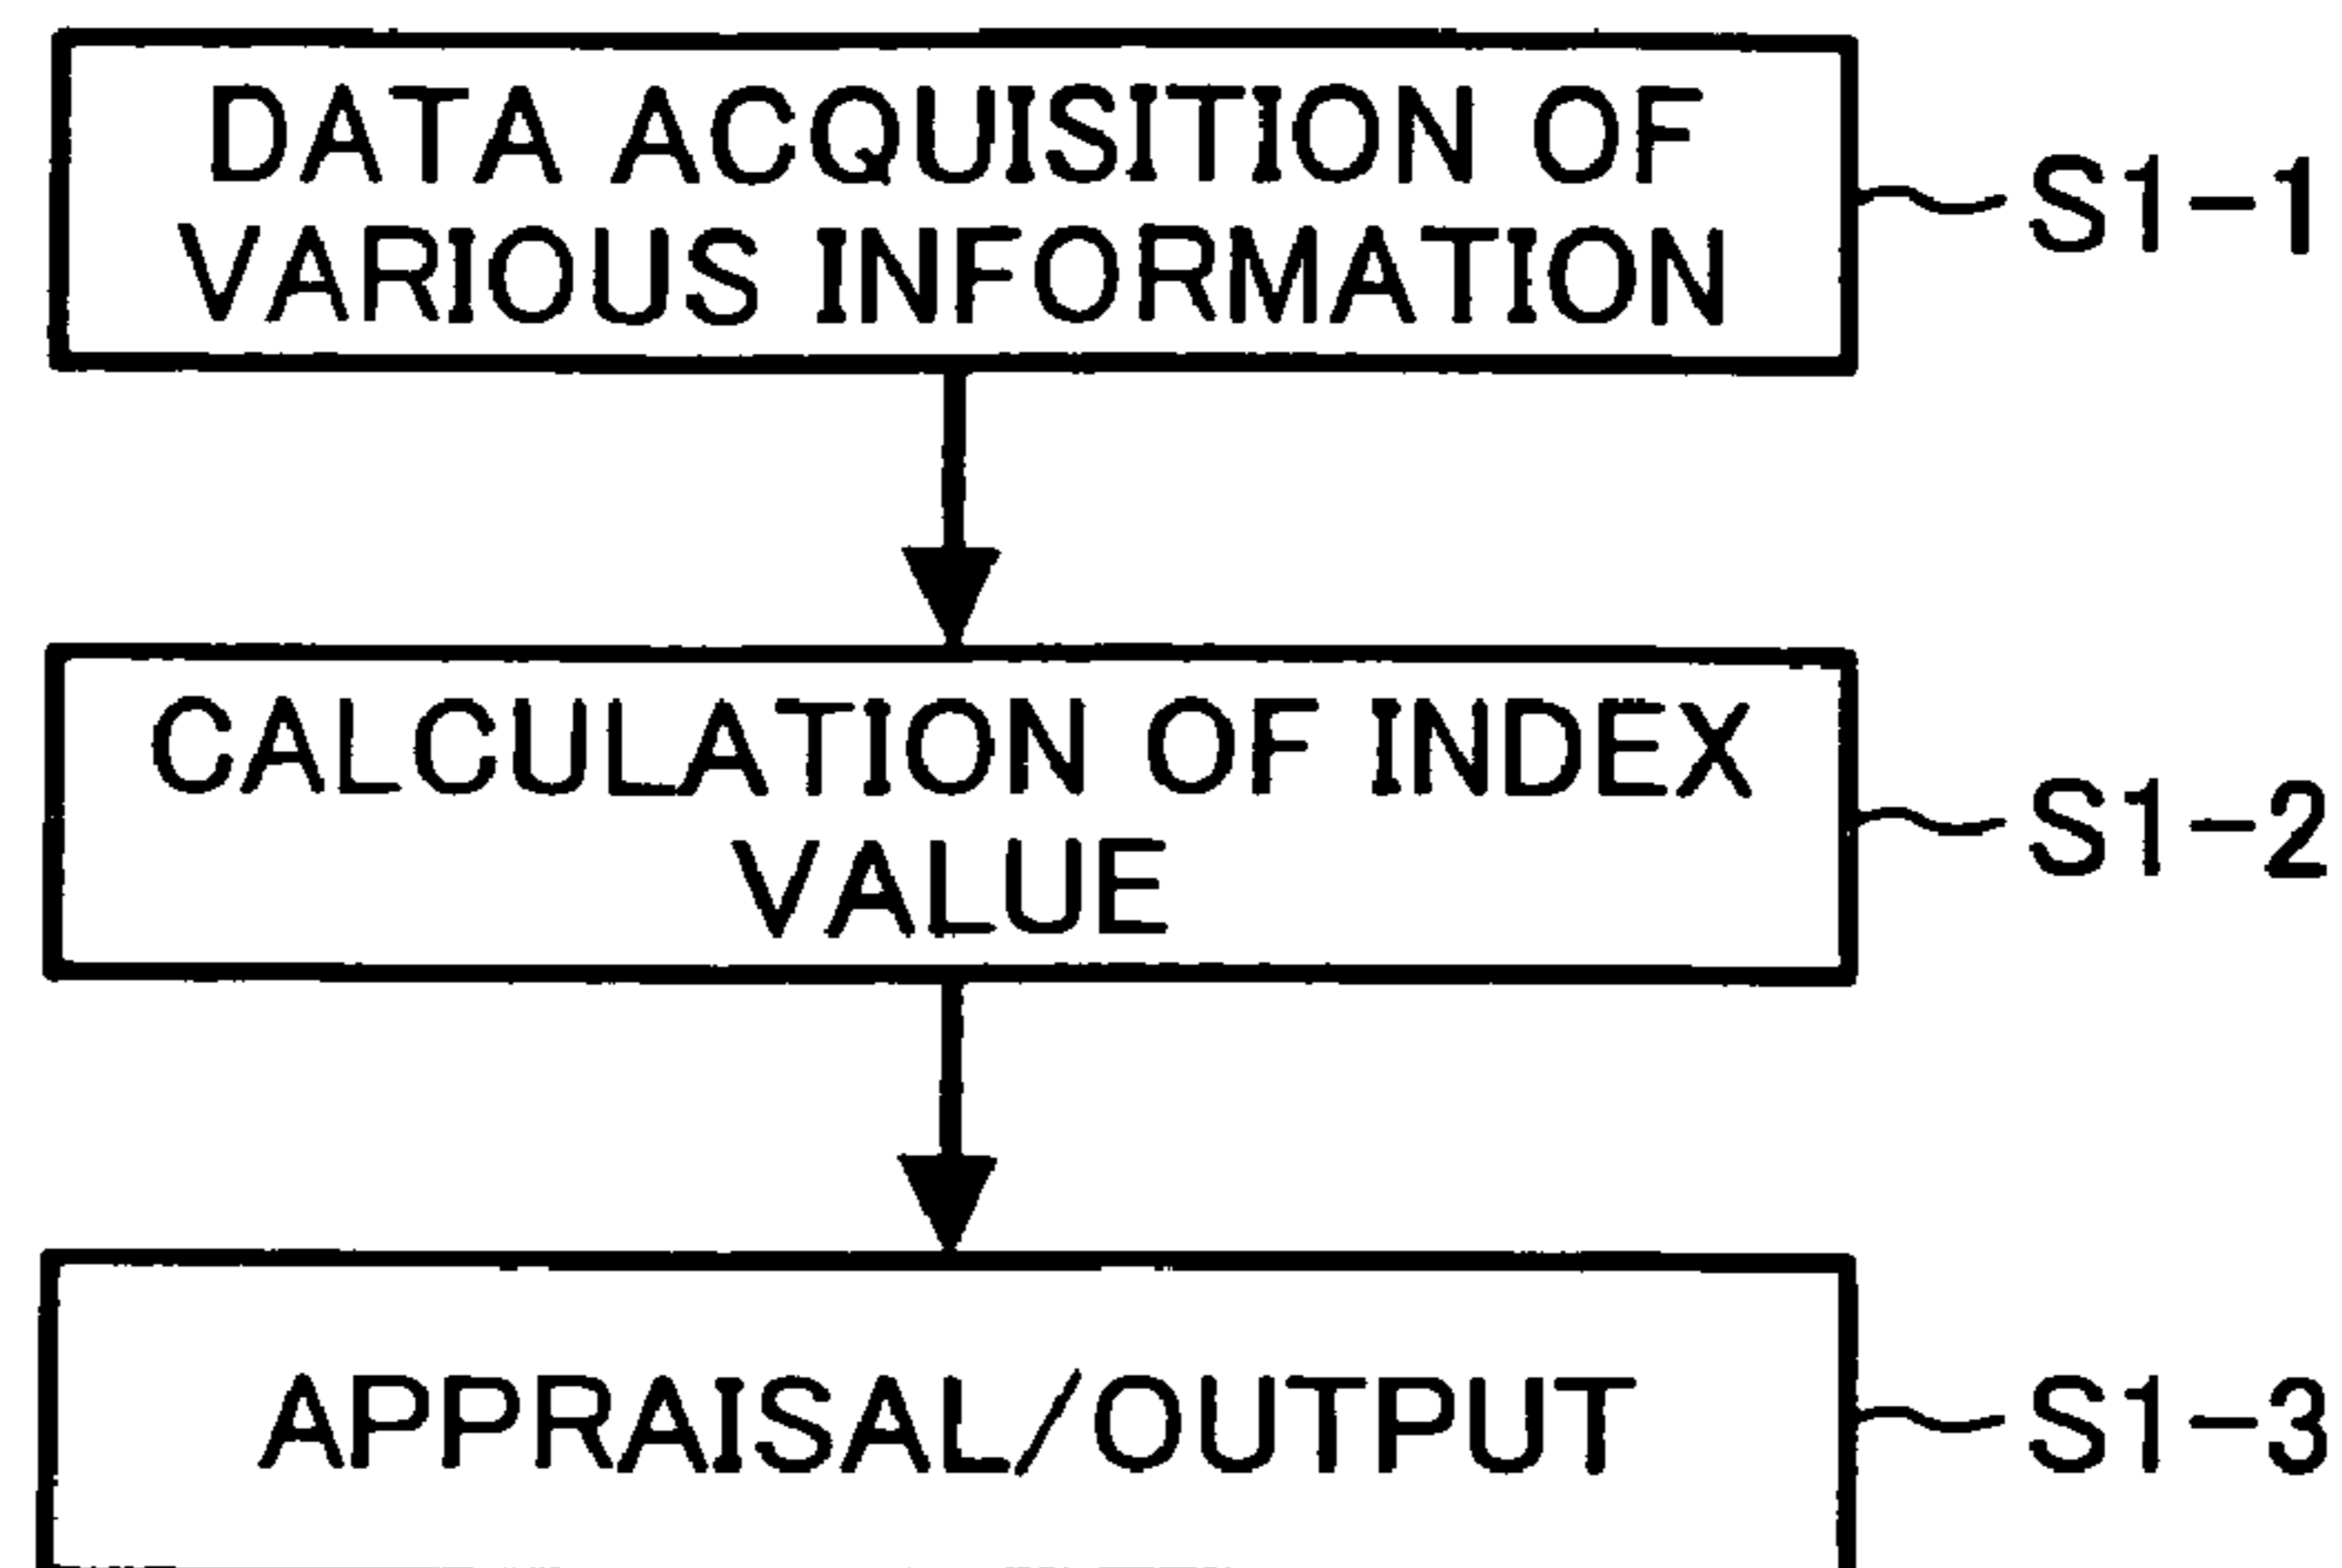 DATA ACQUISITION OF
VARIOUS INFORMATION
S1-1
CALCULATION OF INDEX
VALUE
S1-2
APPRAISAL/OUTPUT
S1-3